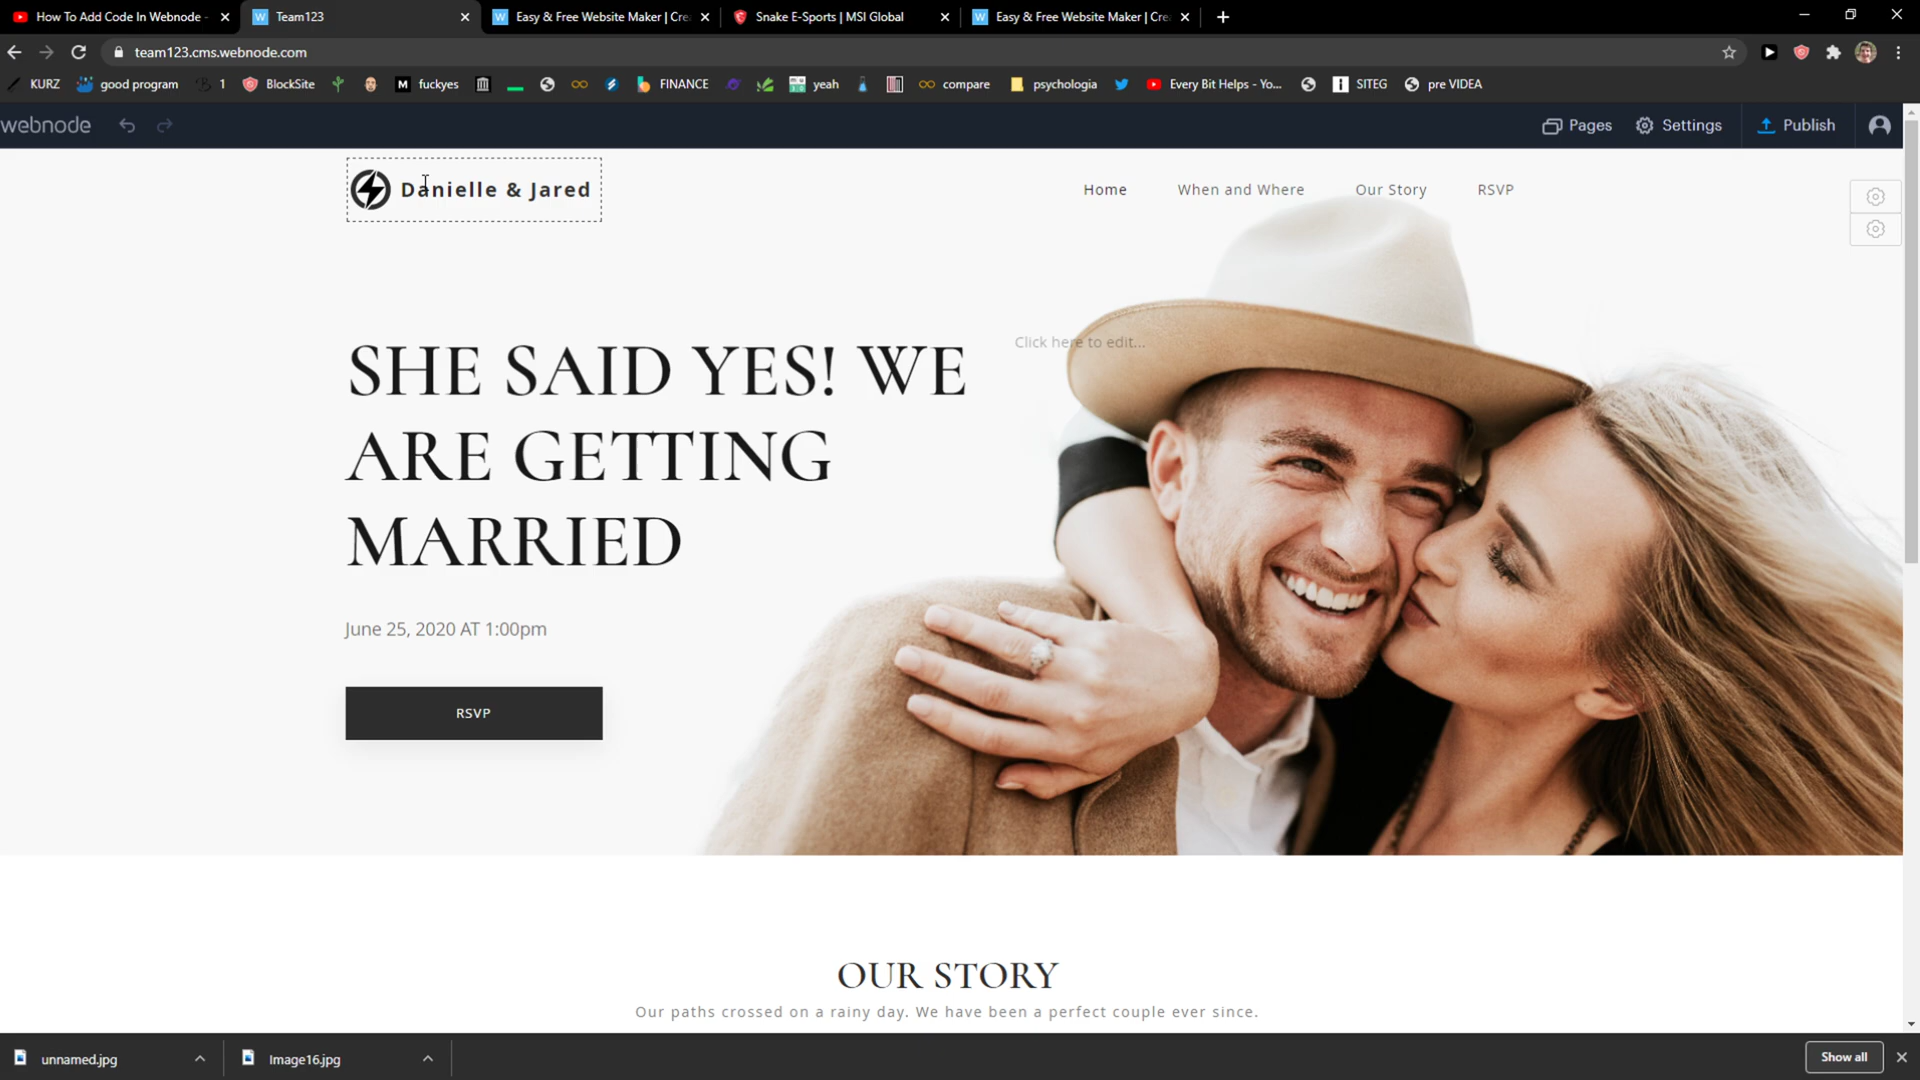 How To Add Code In Webnode -
Team123
Easy & Free Website Maker | Cre
Snake E-Sports | MSI Global
Easy & Free Website Maker | Cre
team123.cms.webnode.com
KURZ
good program
1
BlockSite
M
fuckyes
FINANCE
yeah
compare
psychologia
Every Bit Helps - Yo...
SITEG
pre VIDEA
webnode
Pages
Settings
Publish
Danielle & Jared
Home
When and Where
Our Story
RSVP
Click here to edit...
SHE SAID YES! WE
ARE GETTING
MARRIED
June 25, 2020 AT 1:00pm
RSVP
OUR STORY
Our paths crossed on a rainy day. We have been a perfect couple ever since.
unnamed.jpg
Image16.jpg
Show all